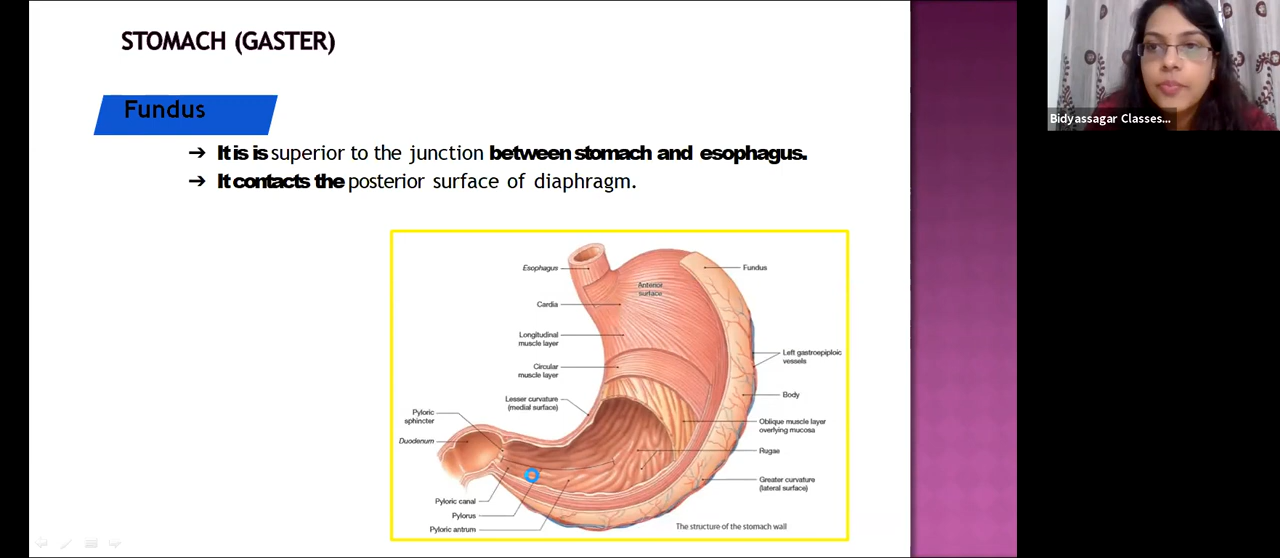 STOMACH (GASTER)
Fundus
➔ It is is superior to the junction between stomach and esophagus.
➔ It contacts the posterior surface of diaphragm.
Esophagus
Fundus
Anterior
surface
Cardia
Longitudinal
muscle layer
Circular
muscle layer
Left gastroepiploic
vessels
Body
Lesser curvature
(medial surface)
Pyloric
sphincter
Oblique muscle layer
overlying mucosa
Duodenum
Rugae
Greater curvature
(lateral surface)
Pyloric canal
Pylorus
Pyloric antrum
The structure of the stomach wall
Bidyassagar Classes...